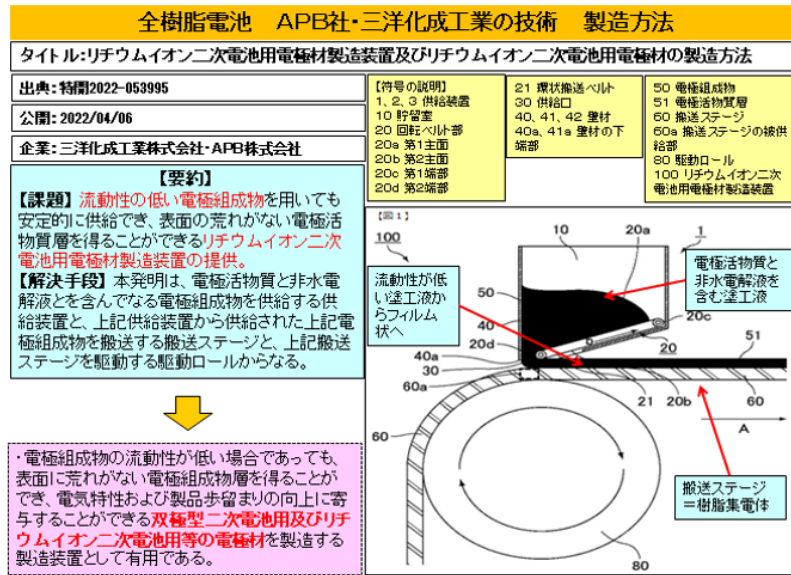 全樹脂電池 APB社・三洋化成工業の技術 製造方法
タイトル:リチウムイオン二次電池用電極材製造装置及びリチウムイオン二次電池用電極材の製造方法
出典:特開2022-053995
公開:2022/04/06
企業:三洋化成工業株式会社・APB株式会社
【符号の説明】
1、2、3 供給装置
10 貯留室
20 回転ベルト部
20a 第1主面
20b 第2主面
20c 第1端部
20d 第2端部
21 環状搬送ベルト
30 供給口
40、41、42 壁材
40a、41a 壁材の下
端部
50 電極組成物
51 電極活物質層
60 搬送ステージ
60a 搬送ステージの被供
給部
80 駆動ロール
100 リチウムイオン二次
電池用電極材製造装置
【要約】
【課題】流動性の低い電極組成物を用いても
安定的に供給でき、表面の荒れがない電極活
物質層を得ることができるリチウムイオン二次
電池用電極材製造装置の提供。
【解決手段】本発明は、電極活物質と非水電
解液とを含んでなる電極組成物を供給する供
給装置と、上記供給装置から供給された上記電
極組成物を搬送する搬送ステージと、上記搬送
ステージを駆動する駆動ロールからなる。
・電極組成物の流動性が低い場合であっても、
表面に荒れがない電極組成物層を得ることが
でき、電気特性および製品歩留まりの向上に寄
与することができる双極型二次電池用及びリチ
ウムイオン二次電池用等の電極材を製造する
製造装置として有用である。
【図1】
100
10
20a
1
流動性が低
い塗工液か
らフィルム
状へ
電極活物質と
非水電解液を
含む塗工液
50
40
20d
20c
20
40a
30
60a
51
60
21
20b
60
A
搬送ステージ
=樹脂集電体
80